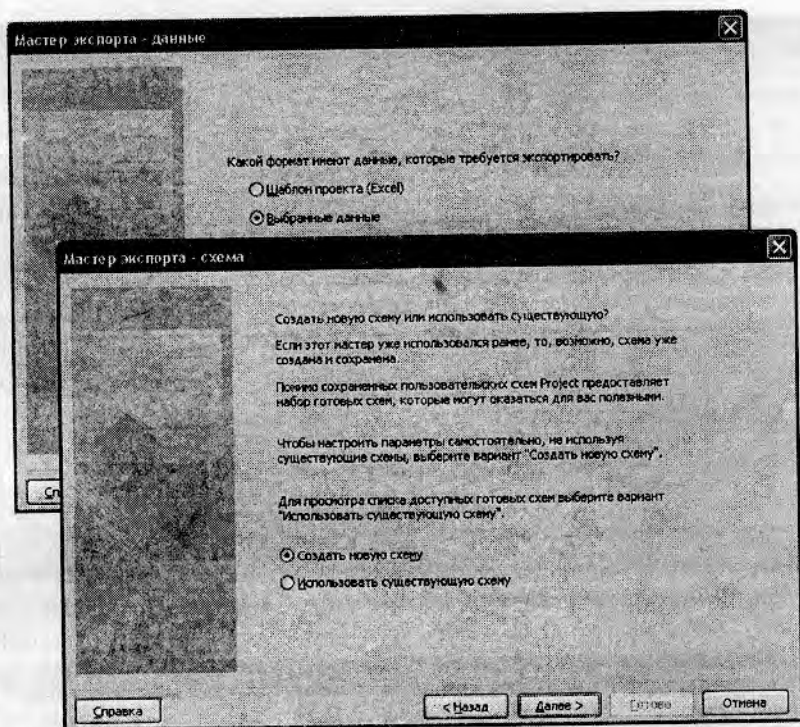 Мастер экспорта - данные
Какой формат имеют данные, которые требуется экспортировать?
Шаблон проекта (Excel)
Выбранные данные
Мастер экспорта - схема
Создать новую схему или использовать существующую?
Если этот мастер уже использовался ранее, то, возможно, схема уже
создана и сохранена.
Помимо сохраненных пользовательских схем Project предоставляет
набор готовых схем, которые могут оказаться для вас полезными.
Чтобы настроить параметры самостоятельно, не используя
существующие схемы, выберите вариант "Создать новую схему".
Для просмотра списка доступных готовых схем выберите вариант
"Использовать существующую схему".
Создать новую схему
Использовать существующую схему
Сп
Справка
< Назад
Далее >
Готово
Отмена